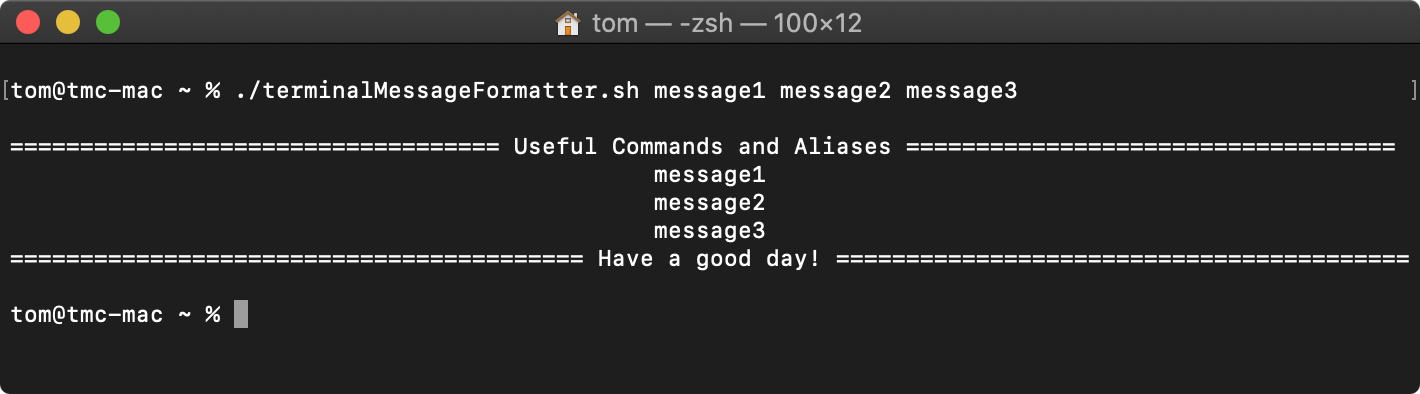 tom — -zsh — 100×12
[tom@tmc-mac ~ % ./terminalMessageFormatter.sh message1 message2 message3 ]
=================================== Useful Commands and Aliases ===================================
message1
message2
message3
========================================= Have a good day! =========================================
tom@tmc-mac ~ %